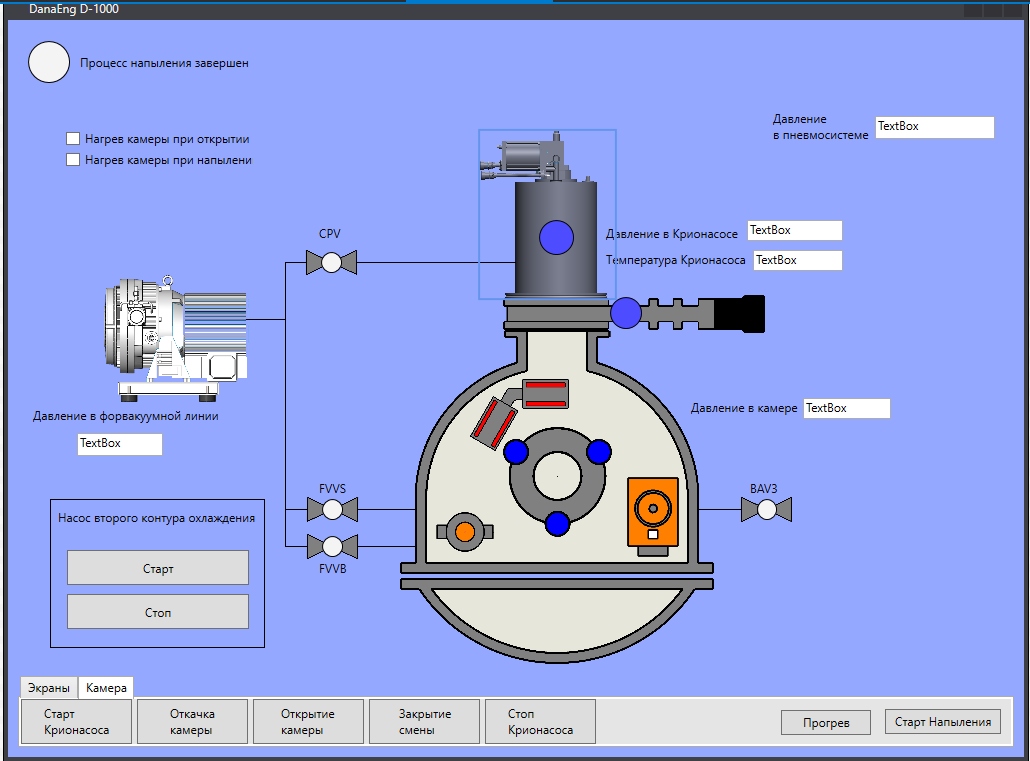 DanaEng D-1000
Процесс напыления завершен
Нагрев камеры при открытии
Нагрев камеры при напылени
Давление
в пневмосистеме
TextBox
CPV
Давление в Крионасосе
TextBox
Температура Крионасоса
TextBox
Давление в форвакуумной линии
TextBox
Давление в камере
TextBox
FVVS
FVVB
BAV3
Насос второго контура охлаждения
Старт
Стоп
Экраны
Камера
Старт
Крионасоса
Откачка
камеры
Открытие
камеры
Закрытие
смены
Стоп
Крионасоса
Прогрев
Старт Напыления